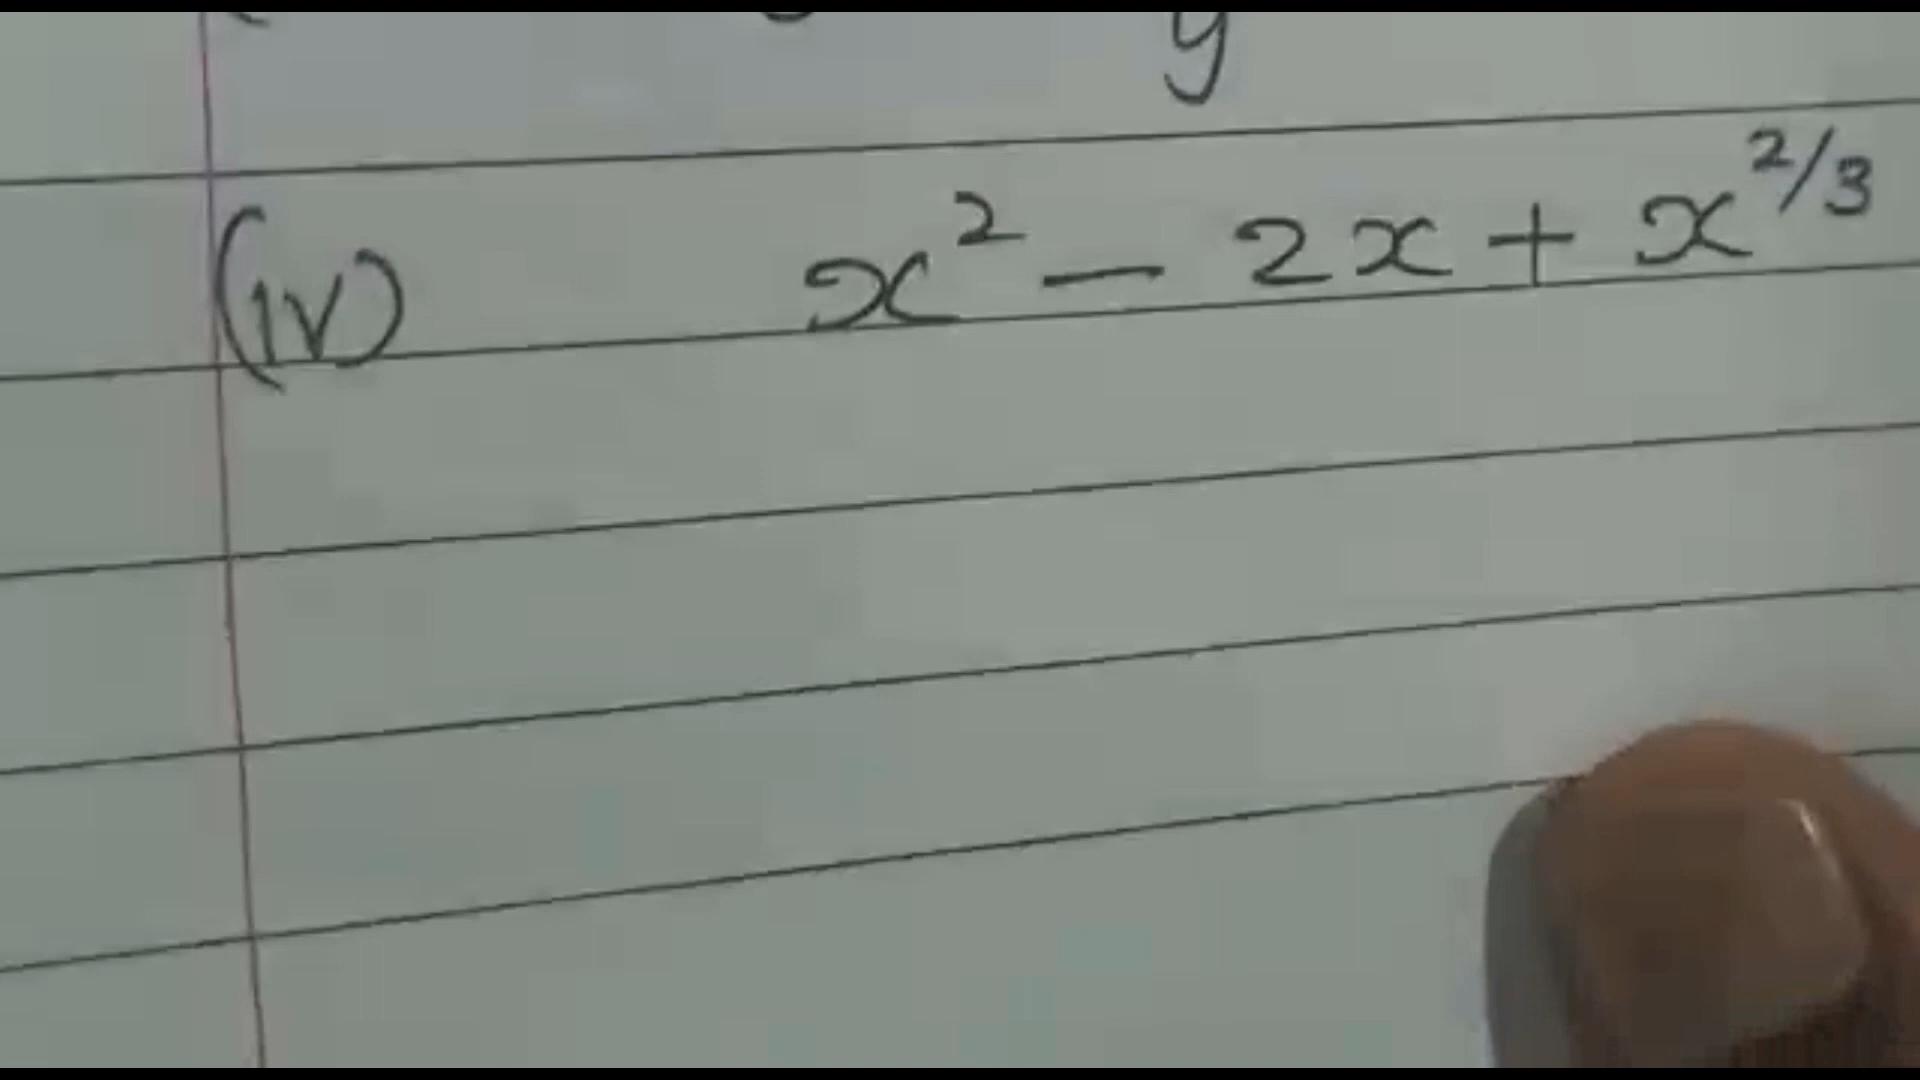 y
(iv) x² - 2x + x^2/3